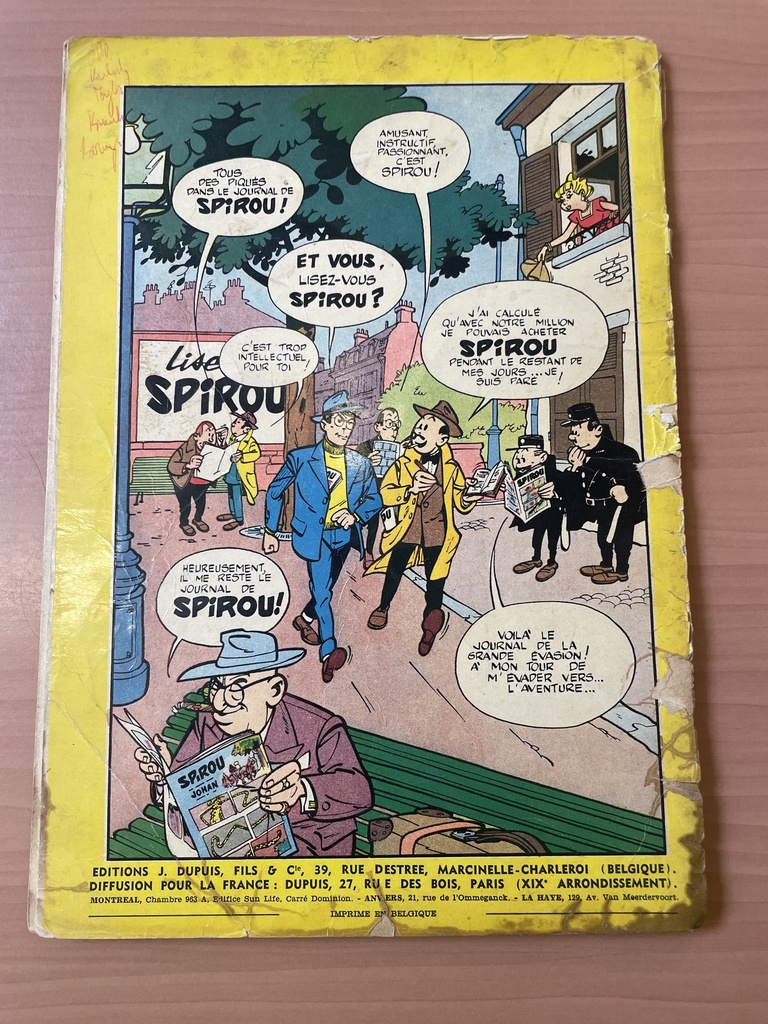 AMUSANT,
INSTRUCTIF,
PASSIONNANT,
C'EST
SPIROU !
TOUS
DES PIQUÉS
DANS LE JOURNAL DE
SPIROU !
ET VOUS,
LISEZ-VOUS
SPIROU ?
J'AI CALCULÉ
QU'AVEC NOTRE MILLION
JE POUVAIS ACHETER
SPIROU
PENDANT LE RESTANT DE
MES JOURS ... JE
SUIS PARÉ !
C'EST TROP
INTELLECTUEL
POUR TOI !
Lise
SPIROU
SPIROU
HEUREUSEMENT,
IL ME RESTE LE
JOURNAL DE
SPIROU!
VOILÀ LE
JOURNAL DE LA
GRANDE ÉVASION !
À MON TOUR DE
M'ÉVADER VERS...
L'AVENTURE...
SPIROU
JOHAN
EDITIONS J. DUPUIS, FILS & Cie, 39, RUE DESTREE, MARCINELLE-CHARLEROI (BELGIQUE).
DIFFUSION POUR LA FRANCE : DUPUIS, 27, RUE DES BOIS, PARIS (XIXe ARRONDISSEMENT).
MONTREAL, Chambre 963 A, Edifice Sun Life, Carré Dominion. - ANVERS, 21, rue de l'Ommeganck. - LA HAYE, 129, Av. Van Meerdervoort.
IMPRIME EN BELGIQUE